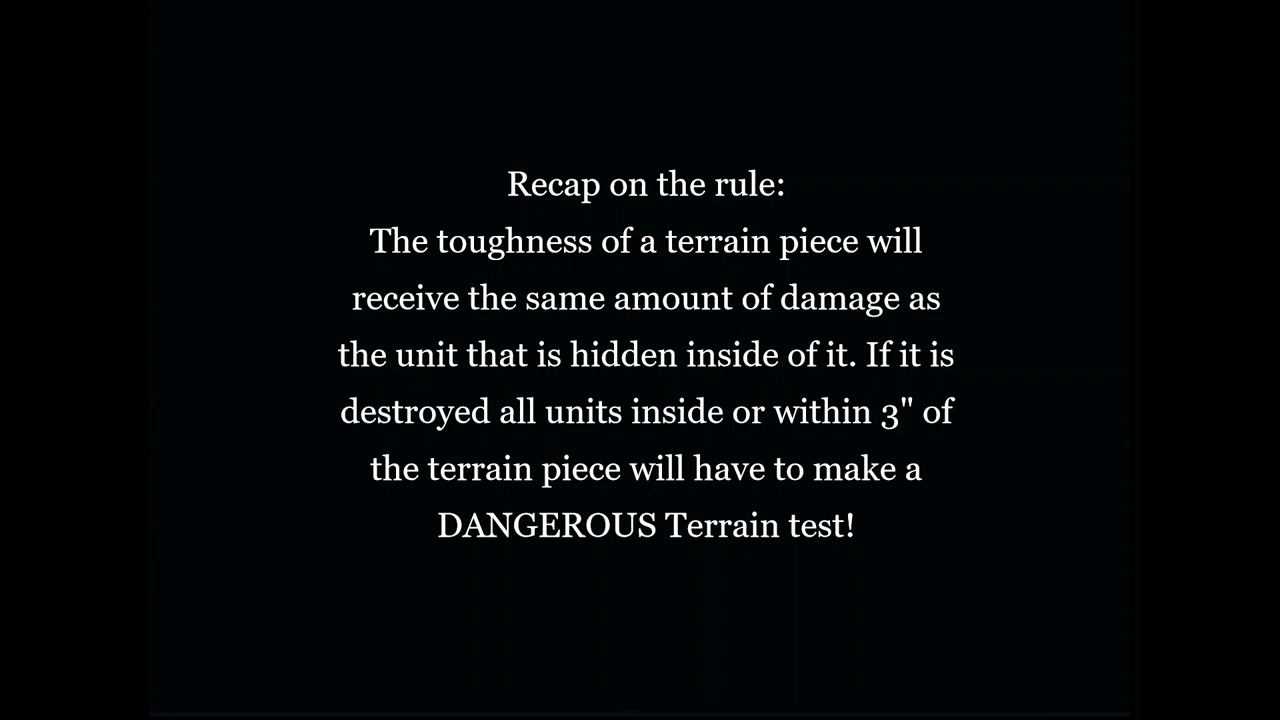 Recap on the rule:
The toughness of a terrain piece will
receive the same amount of damage as
the unit that is hidden inside of it. If it is
destroyed all units inside or within 3" of
the terrain piece will have to make a
DANGEROUS Terrain test!